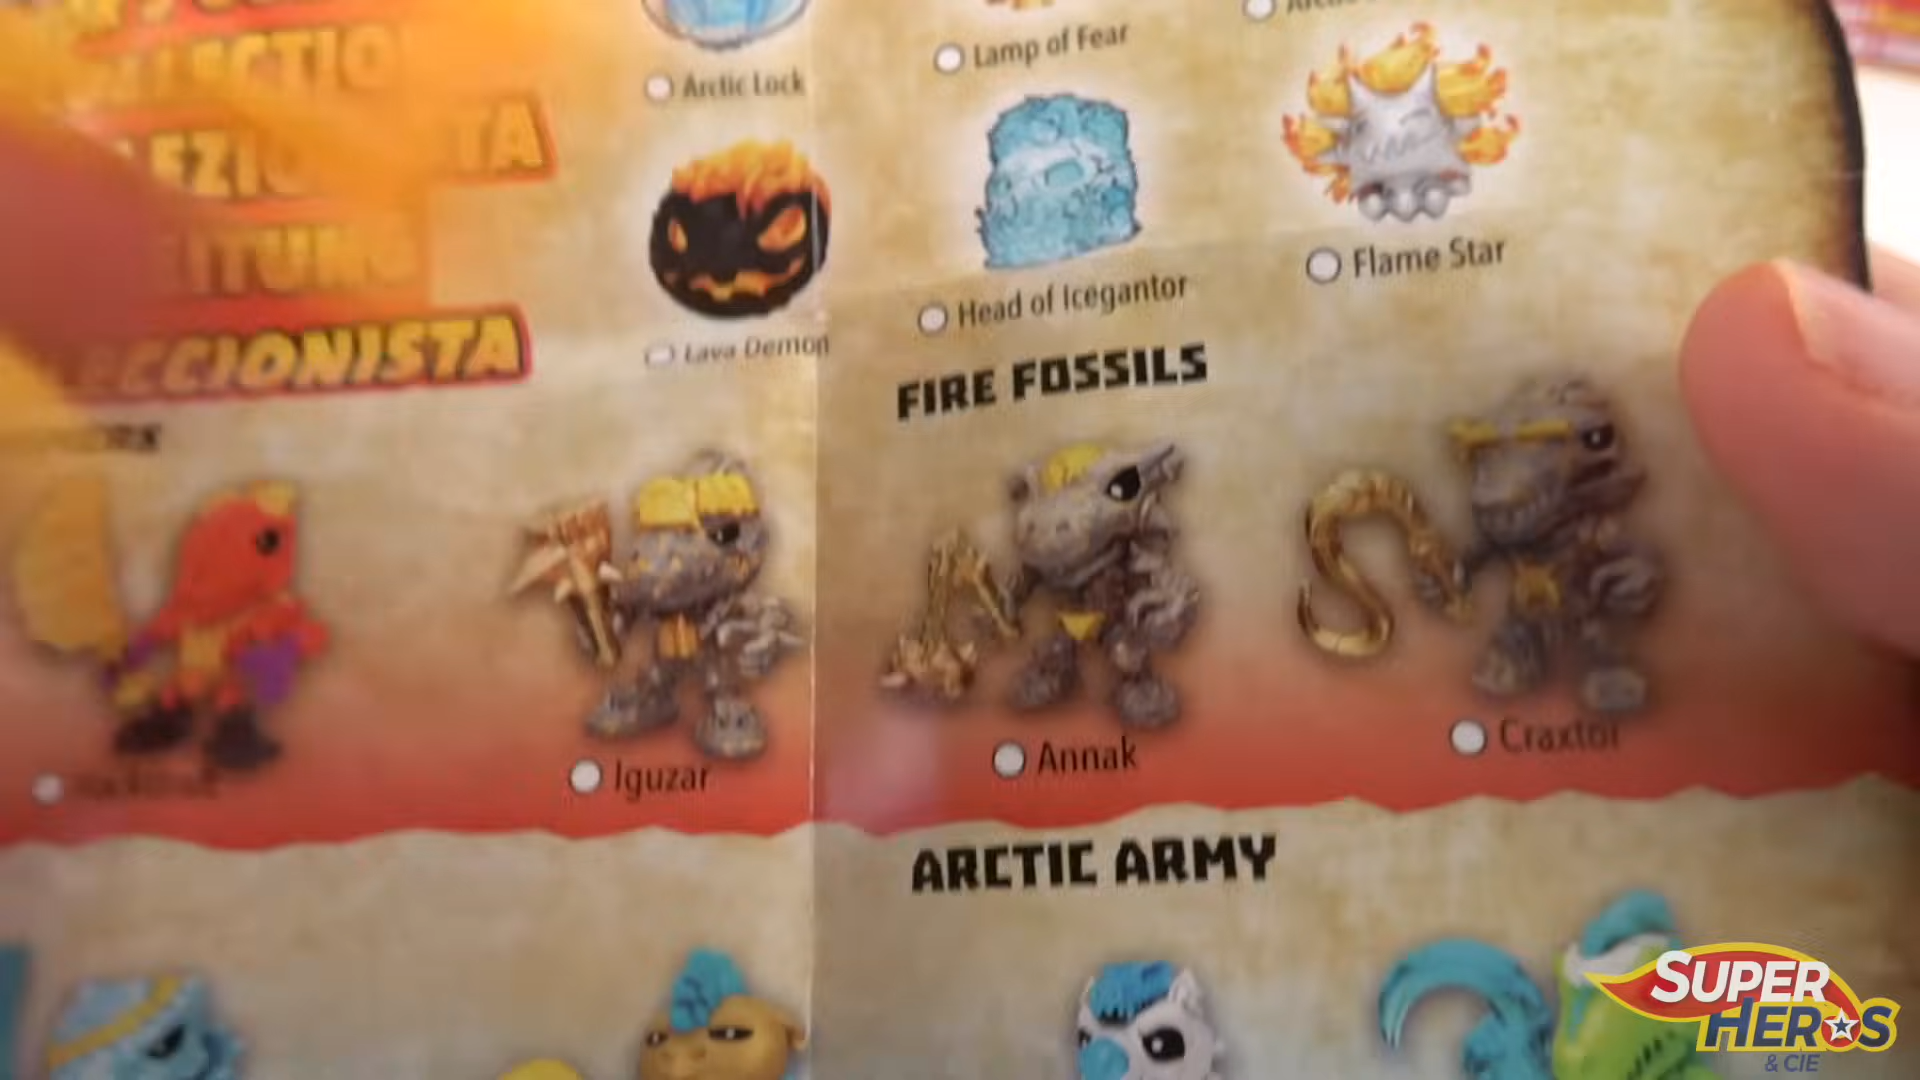 Arctic Lock
Lamp of Fear
Lava Demon
Head of Icegantor
Flame Star
LECCIONISTA
FIRE FOSSILS
Iguzar
Annak
Craxtor
ARCTIC ARMY
SUPER
HEROS
& CIE